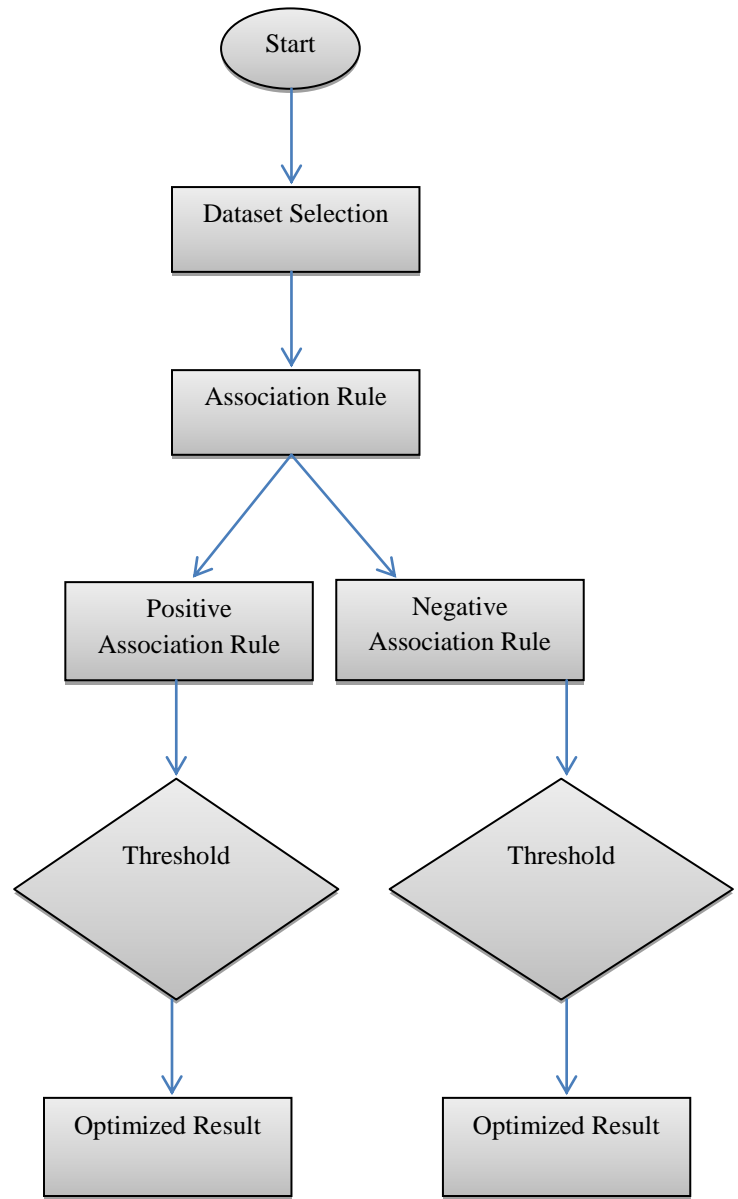 Start
Dataset Selection
Association Rule
Positive
Association Rule
Negative
Association Rule
Threshold
Threshold
Optimized Result
Optimized Result